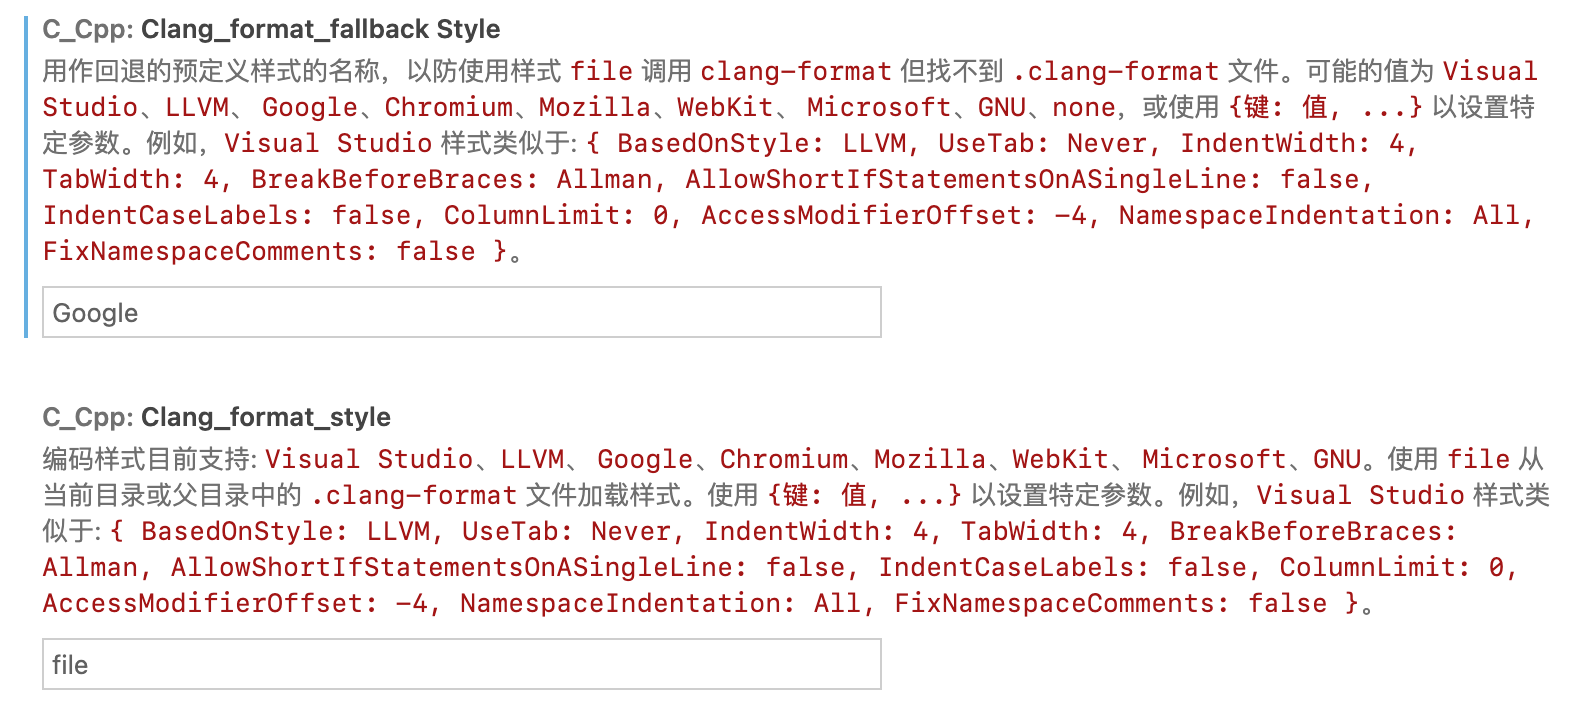 C_Cpp: Clang_format_fallback Style
用作回退的预定义样式的名称，以防使用样式 file 调用 clang-format 但找不到 .clang-format 文件。可能的值为 Visual
Studio、LLVM、 Google、Chromium、Mozilla、WebKit、 Microsoft、GNU、none，或使用 {键: 值, ...} 以设置特
定参数。例如，Visual Studio 样式类似于: { BasedOnStyle: LLVM, UseTab: Never, IndentWidth: 4,
TabWidth: 4, BreakBeforeBraces: Allman, AllowShortIfStatementsOnASingleLine: false,
IndentCaseLabels: false, ColumnLimit: 0, AccessModifierOffset: -4, NamespaceIndentation: All,
FixNamespaceComments: false }。
Google
C_Cpp: Clang_format_style
编码样式目前支持: Visual Studio、LLVM、 Google、Chromium、Mozilla、WebKit、 Microsoft、GNU。使用 file 从
当前目录或父目录中的 .clang-format 文件加载样式。使用 {键: 值, ...} 以设置特定参数。例如，Visual Studio 样式类
似于: { BasedOnStyle: LLVM, UseTab: Never, IndentWidth: 4, TabWidth: 4, BreakBeforeBraces:
Allman, AllowShortIfStatementsOnASingleLine: false, IndentCaseLabels: false, ColumnLimit: 0,
AccessModifierOffset: -4, NamespaceIndentation: All, FixNamespaceComments: false }。
file